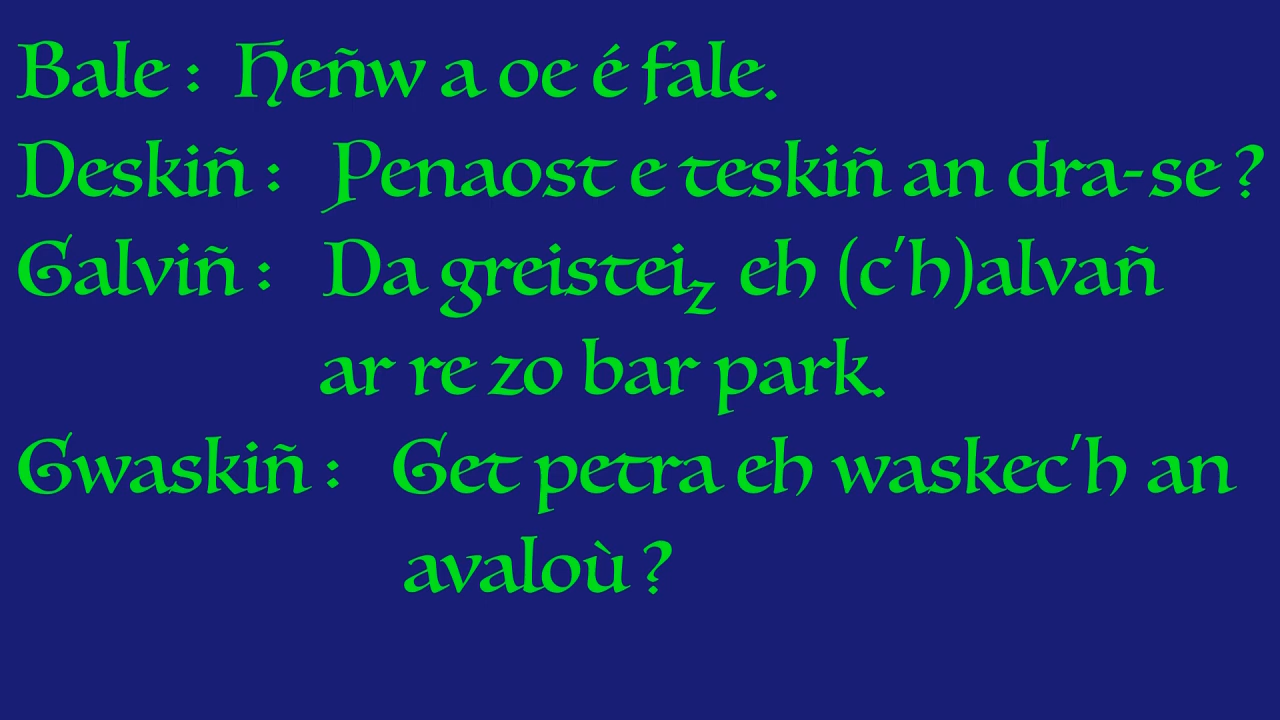 Bale : Heñw a oe é fale.
Deskiñ : Penaost e teskiñ an dra-se ?
Galviñ : Da greisteiz eh (c'h)alvañ
ar re zo bar park.
Gwaskiñ : Get petra eh waskec'h an
avaloù ?